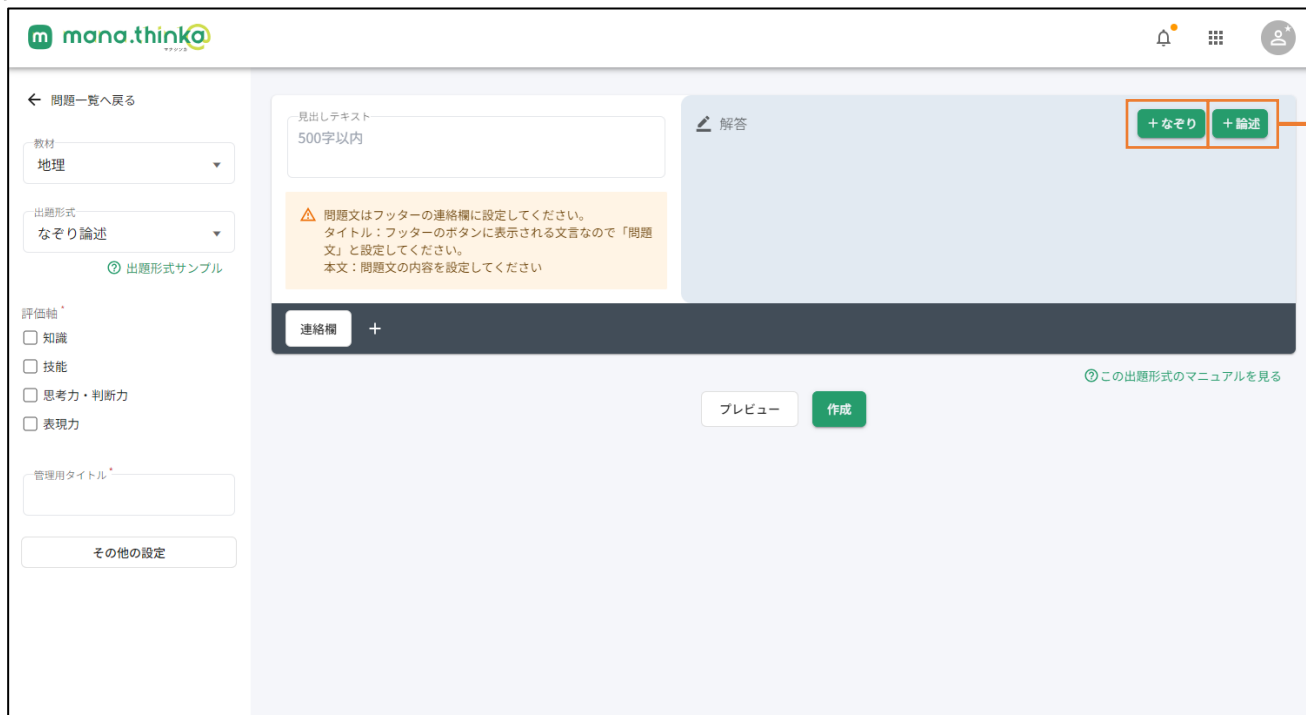 mana.think@
マナシンカ
← 問題一覧へ戻る
教材
地理
出題形式
なぞり論述
出題形式サンプル
評価軸*
知識
技能
思考力・判断力
表現力
管理用タイトル*
その他の設定
見出しテキスト
500字以内
問題文はフッターの連絡欄に設定してください。
タイトル：フッターのボタンに表示される文言なので「問題
文」と設定してください。
本文：問題文の内容を設定してください
解答
+ なぞり
+ 論述
連絡欄 +
この出題形式のマニュアルを見る
プレビュー
作成